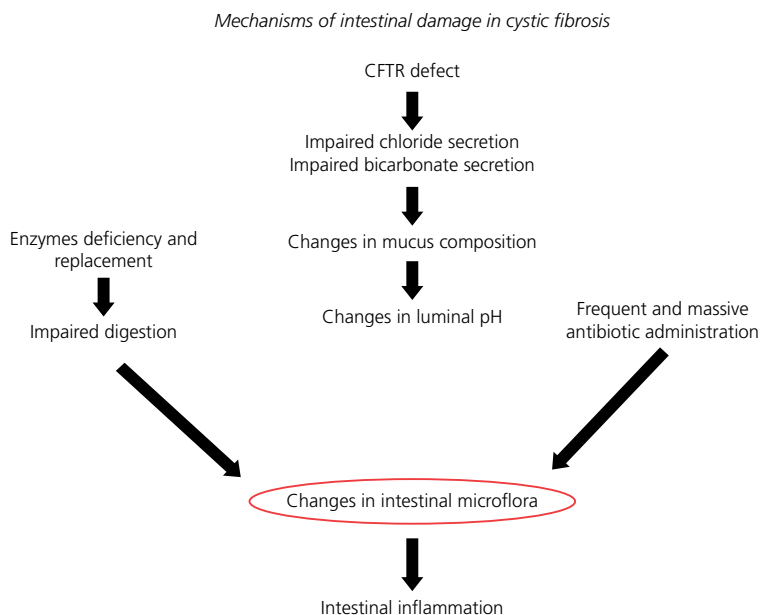 Mechanisms of intestinal damage in cystic fibrosis
CFTR defect
Impaired chloride secretion
Impaired bicarbonate secretion
Changes in mucus composition
Changes in luminal pH
Enzymes deficiency and
replacement
Impaired digestion
Frequent and massive
antibiotic administration
Changes in intestinal microflora
Intestinal inflammation